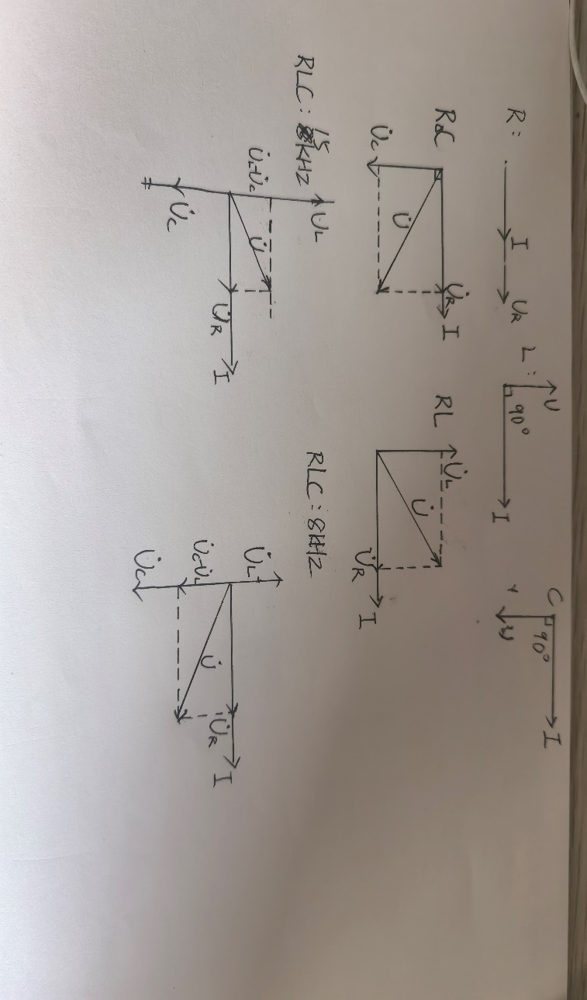 R: I U̇R L: U 90° I C 90° U I
RC U̇R I U̇ U̇C RL U̇L U̇ U̇R I
RLC: 15kHZ U̇L U̇L-U̇C U̇ U̇R I U̇C RLC: 8kHZ U̇L U̇C-U̇L U̇ U̇R I U̇C